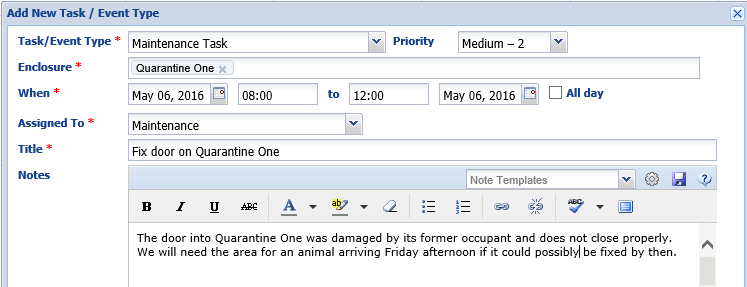 Add New Task / Event Type
Task/Event Type * Maintenance Task Priority Medium – 2
Enclosure * Quarantine One
When * May 06, 2016 08:00 to 12:00 May 06, 2016 All day
Assigned To * Maintenance
Title * Fix door on Quarantine One
Notes Note Templates
B I U ABC A ab ABC
The door into Quarantine One was damaged by its former occupant and does not close properly.
We will need the area for an animal arriving Friday afternoon if it could possibly be fixed by then.